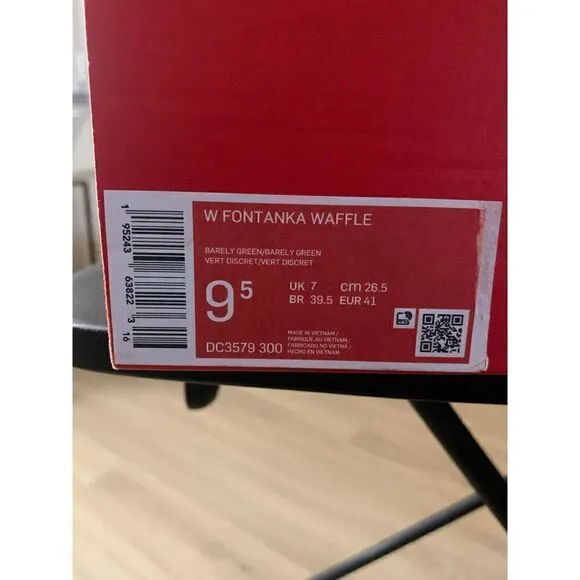 W FONTANKA WAFFLE
BARELY GREEN/BARELY GREEN
VERT DISCRET/VERT DISCRET
9⁵
UK 7 cm 26.5
BR 39.5 EUR 41
DC3579 300
MADE IN VIETNAM /
FABRIQUE AU VIETNAM /
FABRICADO NO VIETNÃ /
HECHO EN VIETNAM
1 95243 63822 3 16